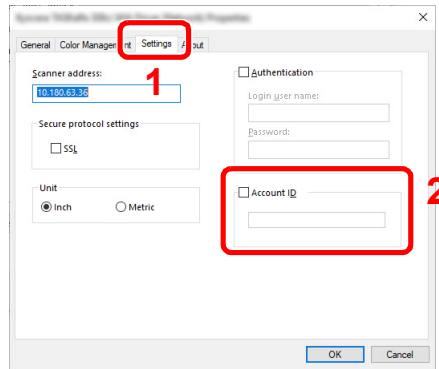 Properties
General Color Management Settings About
1
Scanner address:
10.180.63.36
Secure protocol settings
SSL
Unit
Inch Metric
Authentication
Login user name:
Password:
2
Account ID
OK Cancel